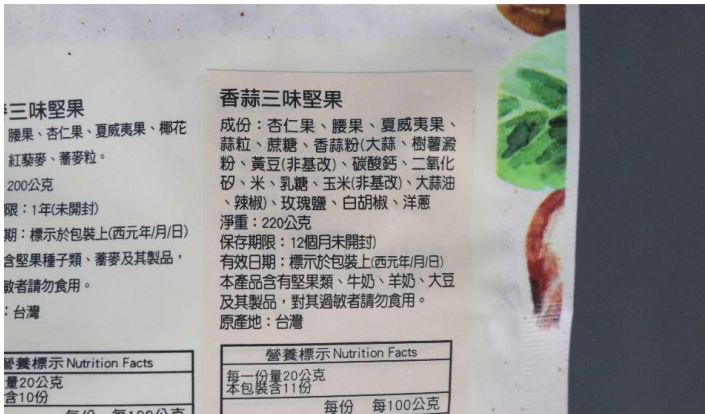 三味堅果
腰果、杏仁果、夏威夷果、椰花
紅藜麥、蕎麥粒。
200公克
限：1年(未開封)
期：標示於包裝上(西元年/月/日)
含堅果種子類、蕎麥及其製品，
敏者請勿食用。
：台灣
營養標示 Nutrition Facts
量20公克
含10份
每份 每100公克
香蒜三味堅果
成份：杏仁果、腰果、夏威夷果、
蒜粒、蔗糖、香蒜粉(大蒜、樹薯澱
粉、黃豆(非基改)、碳酸鈣、二氧化
矽、米、乳糖、玉米(非基改)、大蒜油
、辣椒)、玫瑰鹽、白胡椒、洋蔥
淨重：220公克
保存期限：12個月未開封)
有效日期：標示於包裝上(西元年/月/日)
本產品含有堅果類、牛奶、羊奶、大豆
及其製品，對其過敏者請勿食用。
原產地：台灣
營養標示 Nutrition Facts
每一份量20公克
本包裝含11份
每份 每100公克